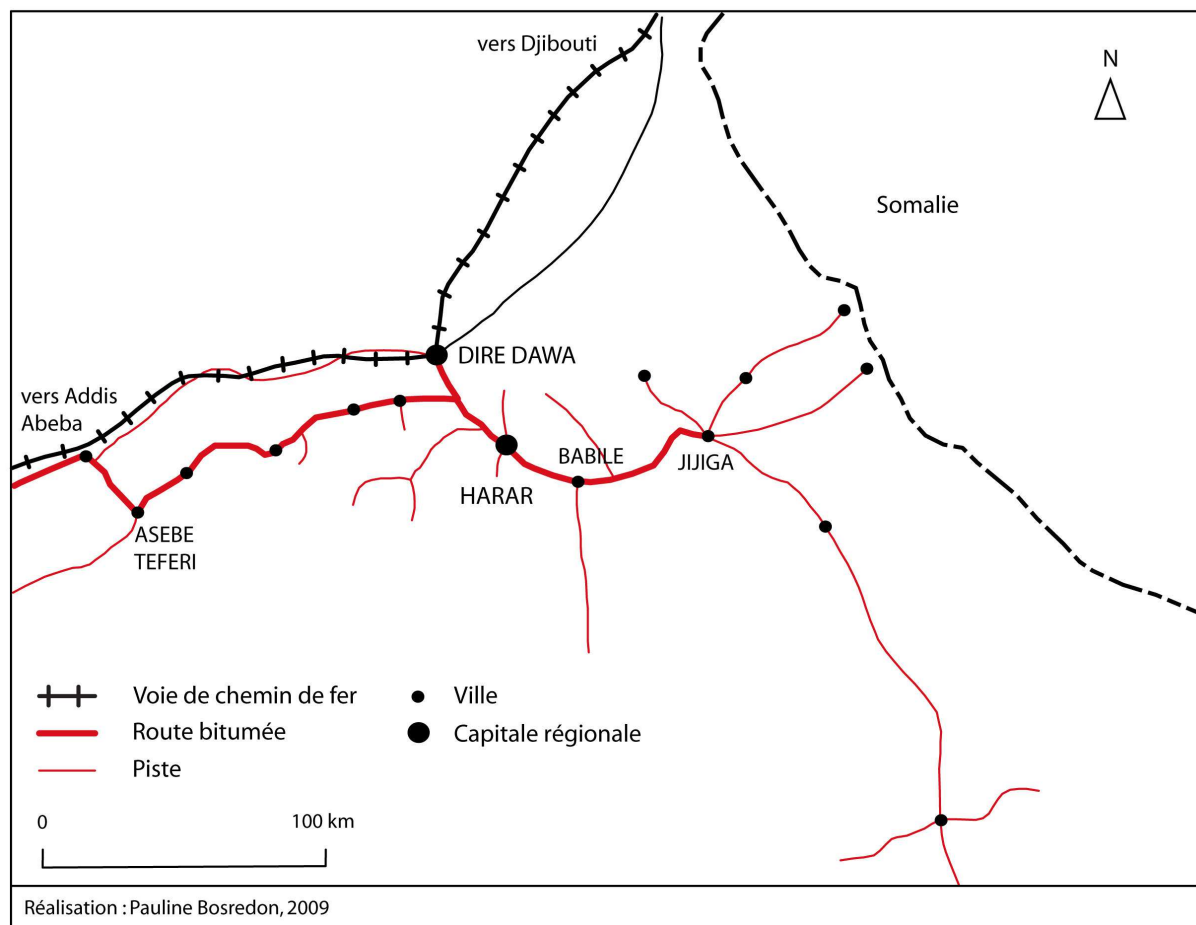 vers Djibouti
N
Somalie
DIRE DAWA
vers Addis
Abeba
BABILE
JIJIGA
HARAR
ASEBE
TEFERI
Voie de chemin de fer
Ville
Route bitumée
Capitale régionale
Piste
0
100 km
Réalisation : Pauline Bosredon, 2009